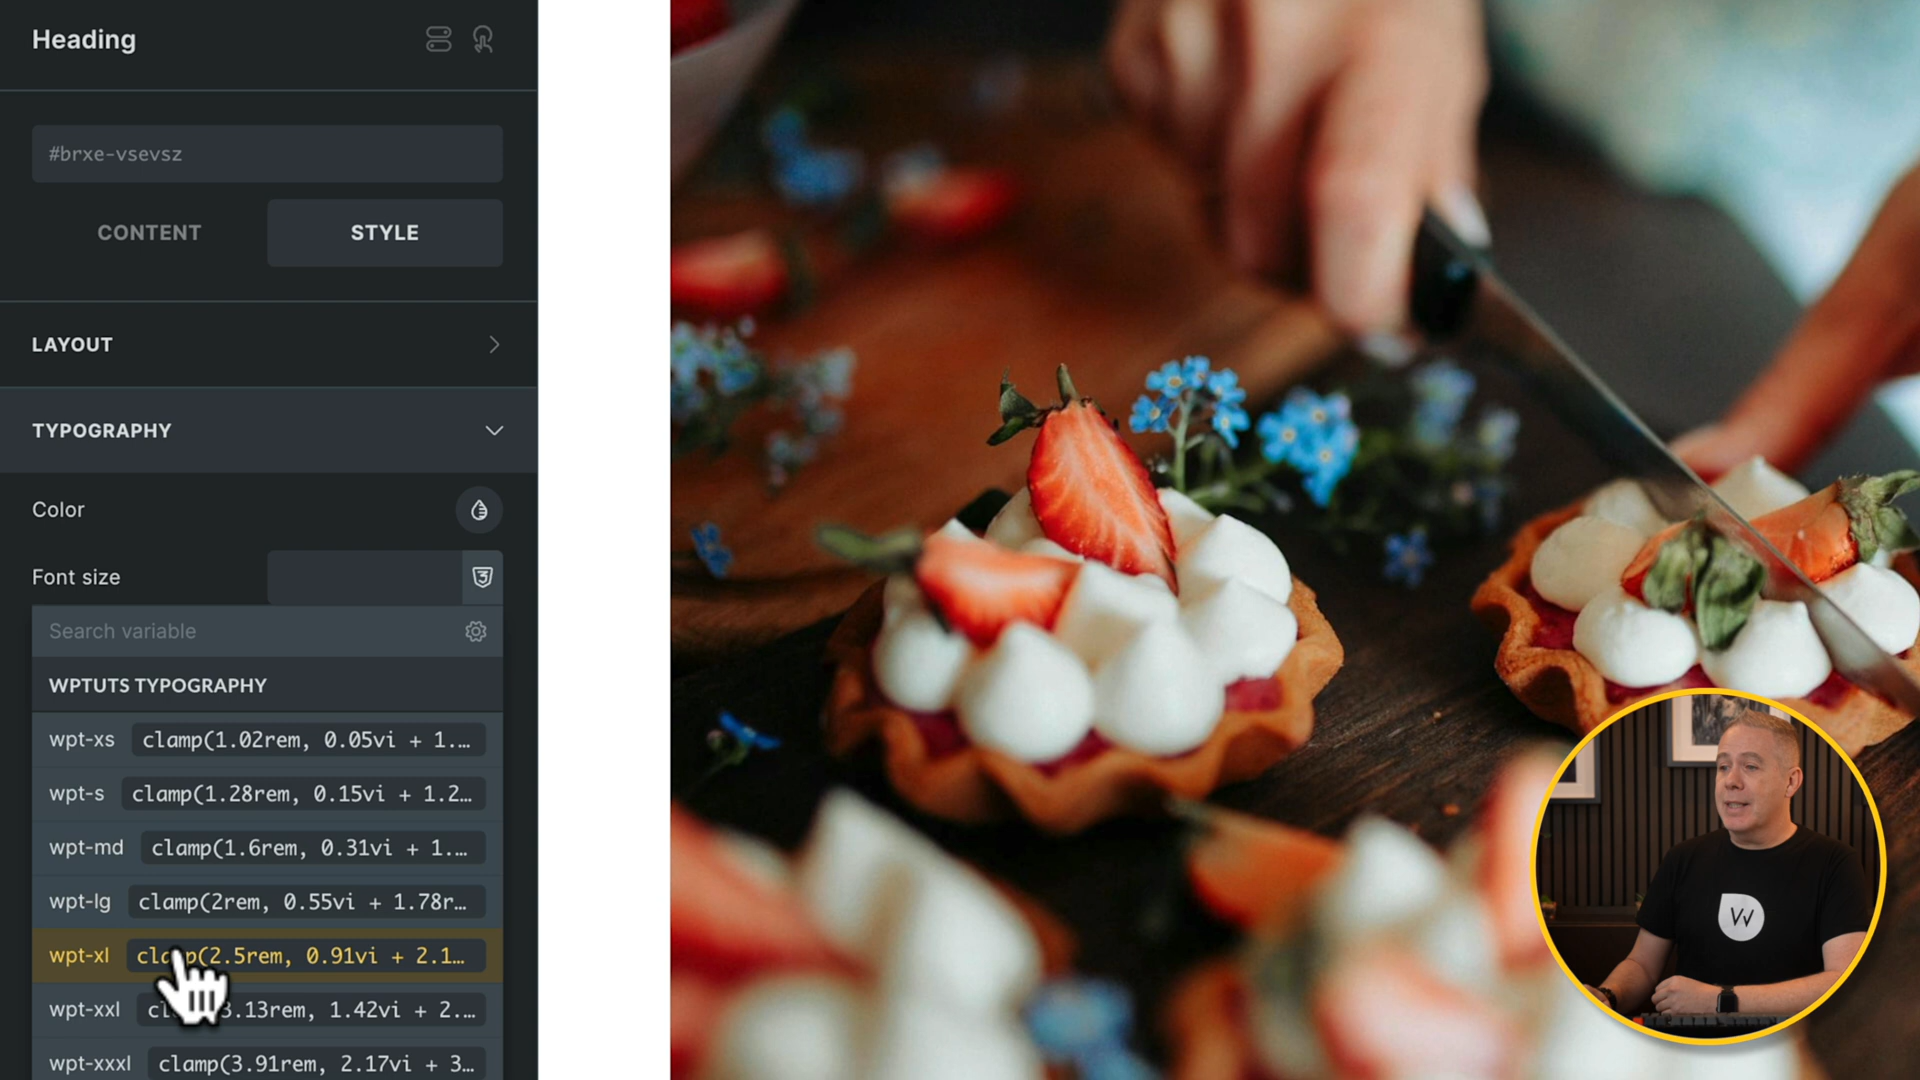 Heading
#brxe-vsevsz
CONTENT STYLE
LAYOUT
TYPOGRAPHY
Color
Font size
Search variable
WPTUTS TYPOGRAPHY
wpt-xs clamp(1.02rem, 0.05vi + 1.…
wpt-s clamp(1.28rem, 0.15vi + 1.2…
wpt-md clamp(1.6rem, 0.31vi + 1.…
wpt-lg clamp(2rem, 0.55vi + 1.78r…
wpt-xl clamp(2.5rem, 0.91vi + 2.1…
wpt-xxl 3.13rem, 1.42vi + 2.…
wpt-xxxl clamp(3.91rem, 2.17vi + 3…
W